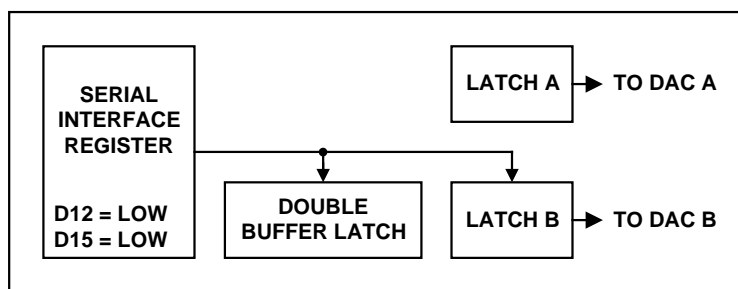 SERIAL
INTERFACE
REGISTER
D12 = LOW
D15 = LOW
DOUBLE
BUFFER LATCH
LATCH A
TO DAC A
LATCH B
TO DAC B